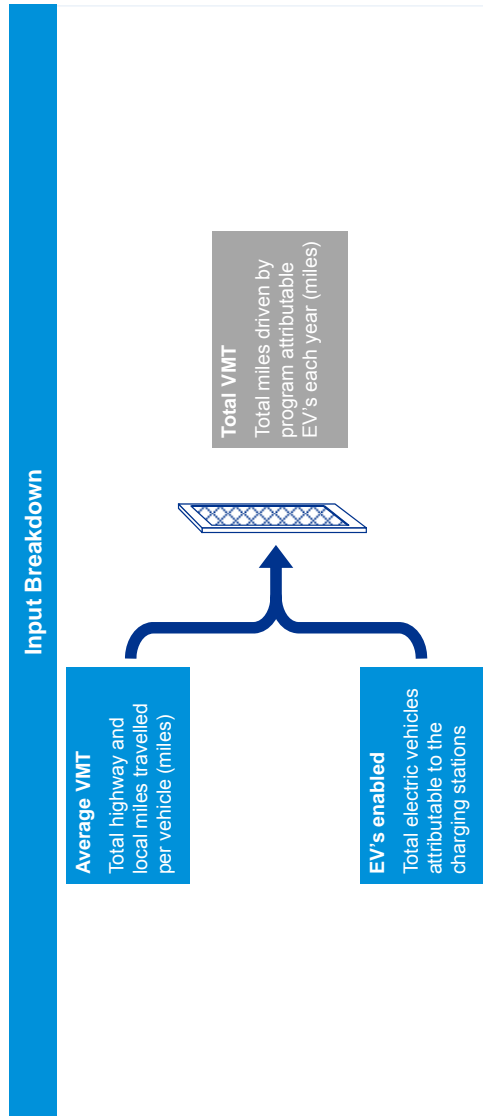 Input Breakdown
Average VMT
Total highway and
local miles travelled
per vehicle (miles)
EV's enabled
Total electric vehicles
attributable to the
charging stations
Total VMT
Total miles driven by
program attributable
EV's each year (miles)